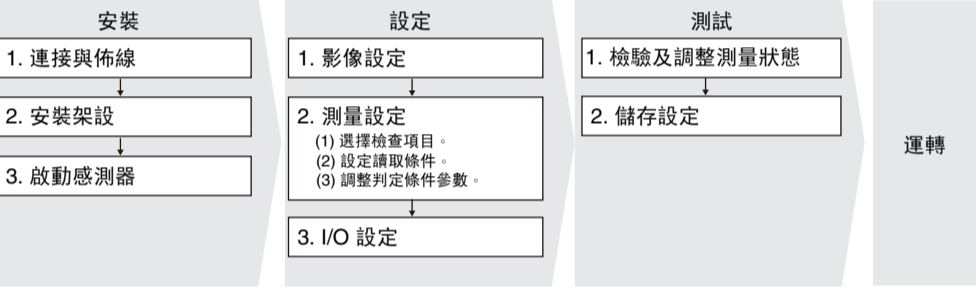 安裝
1. 連接與佈線
2. 安裝架設
3. 啟動感測器
設定
1. 影像設定
2. 測量設定
(1) 選擇檢查項目。
(2) 設定讀取條件。
(3) 調整判定條件參數。
3. I/O 設定
測試
1. 檢驗及調整測量狀態
2. 儲存設定
運轉